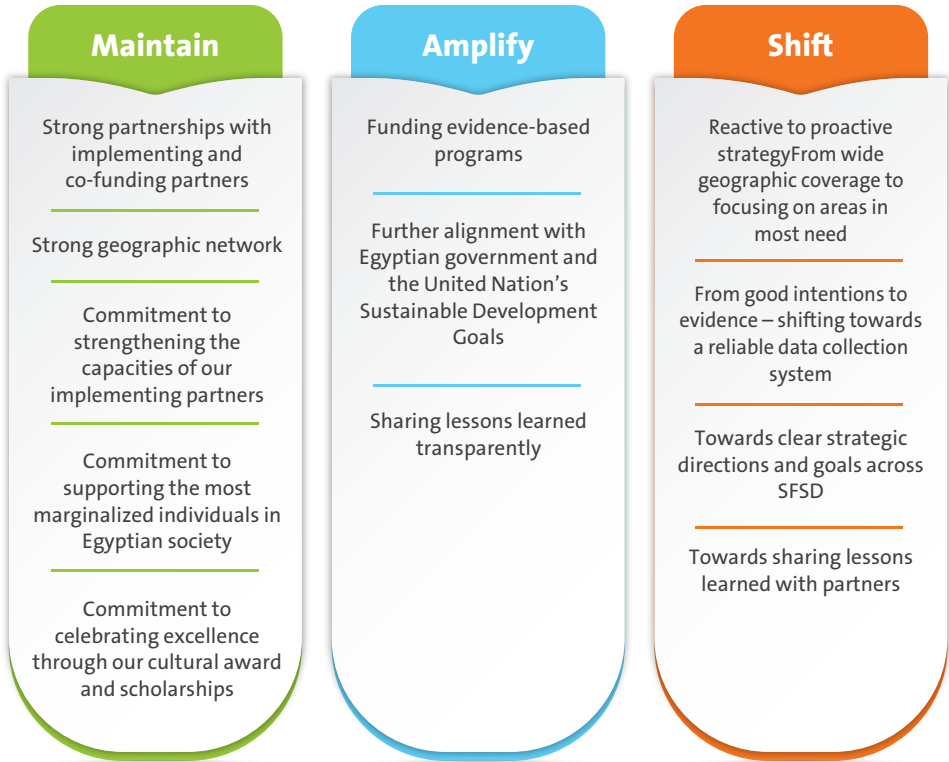 Maintain
Strong partnerships with
implementing and
co-funding partners
Strong geographic network
Commitment to
strengthening the
capacities of our
implementing partners
Commitment to
supporting the most
marginalized individuals in
Egyptian society
Commitment to
celebrating excellence
through our cultural award
and scholarships
Amplify
Funding evidence-based
programs
Further alignment with
Egyptian government and
the United Nation’s
Sustainable Development
Goals
Sharing lessons learned
transparently
Shift
Reactive to proactive
strategyFrom wide
geographic coverage to
focusing on areas in
most need
From good intentions to
evidence – shifting towards
a reliable data collection
system
Towards clear strategic
directions and goals across
SFSD
Towards sharing lessons
learned with partners